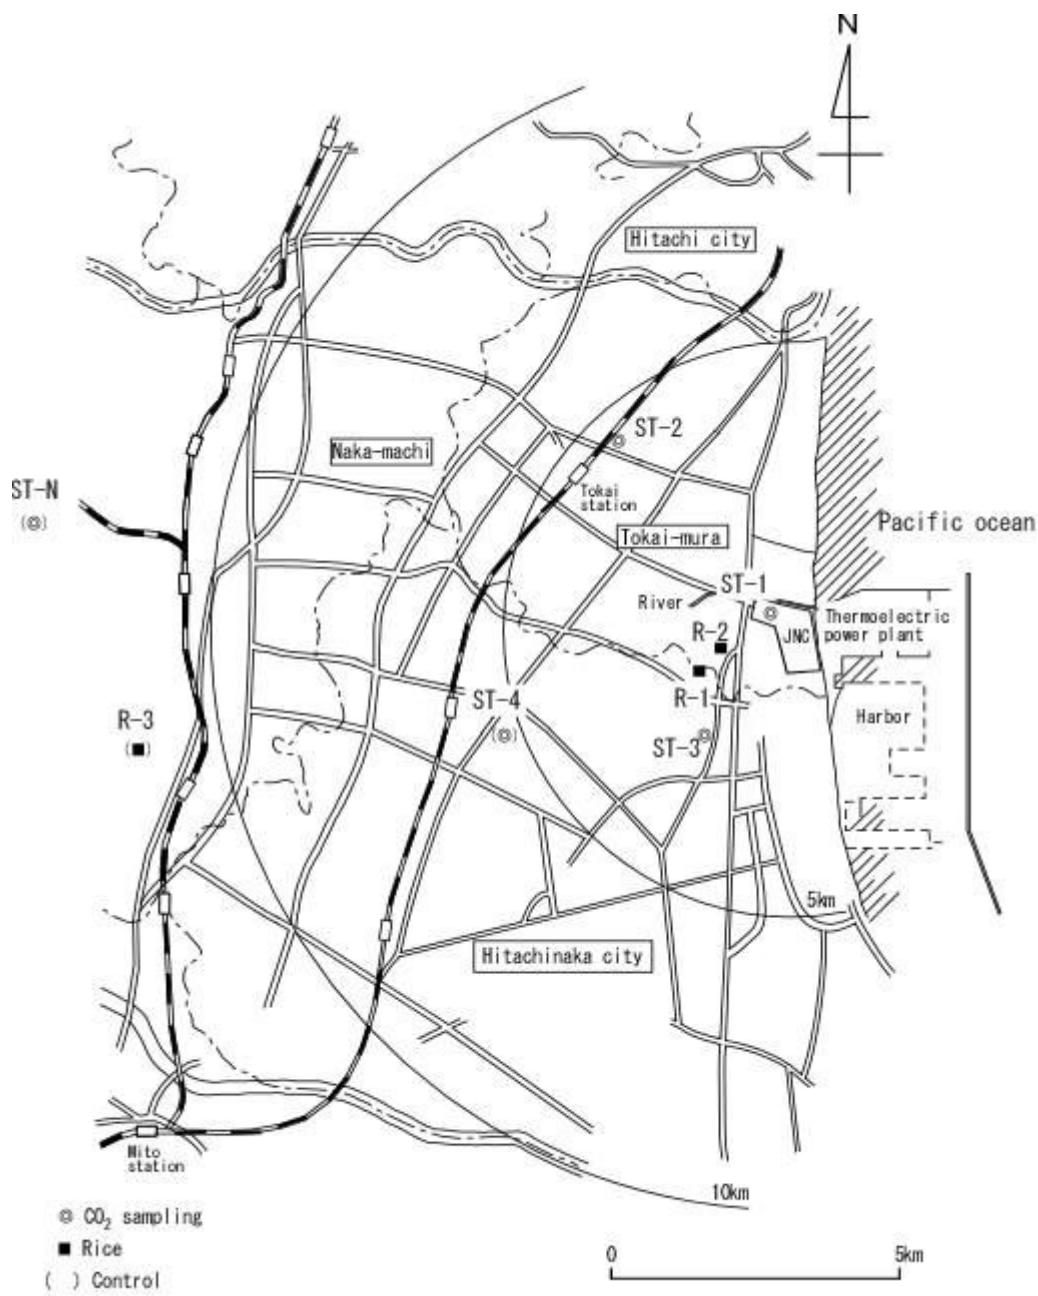 N
Hitachi city
ST-2
Naka-machi
ST-N
Tokai
station
Pacific ocean
Tokai-mura
ST-1
River
Thermoelectric
power plant
JNC
R-2
R-1
ST-4
R-3
Harbor
ST-3
5km
Hitachinaka city
Mito
station
10km
◎ CO₂ sampling
■ Rice
( ) Control
0 5km